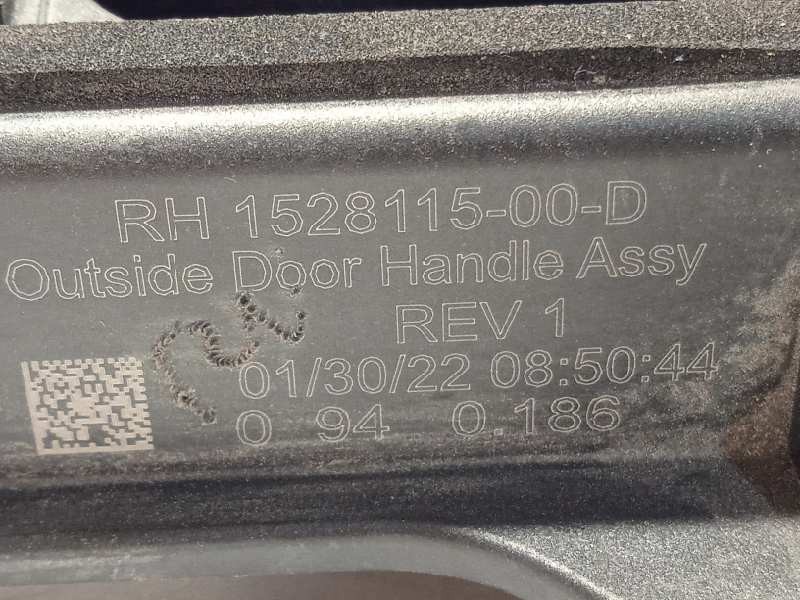 RH 1528115-00-D
Outside Door Handle Assy
REV 1
01/30/22 08:50:44
0 94 0.186